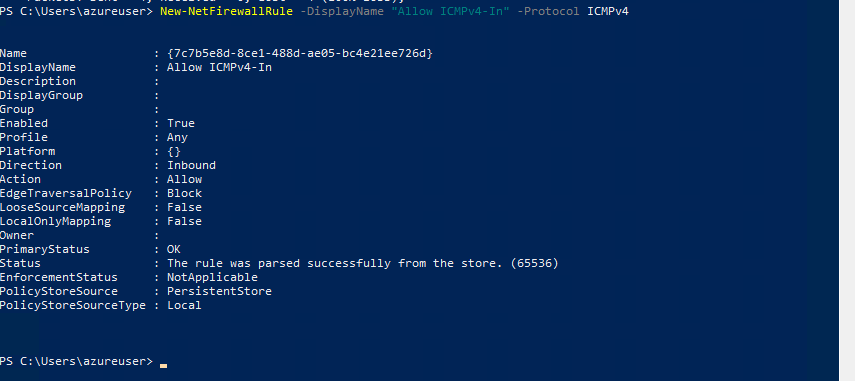 PS C:\Users\azureuser> New-NetFirewallRule -DisplayName "Allow ICMPv4-In" -Protocol ICMPv4
Name                  : {7c7b5e8d-8ce1-488d-ae05-bc4e21ee726d}
DisplayName           : Allow ICMPv4-In
Description           :
DisplayGroup          :
Group                 :
Enabled               : True
Profile               : Any
Platform              : {}
Direction             : Inbound
Action                : Allow
EdgeTraversalPolicy   : Block
LooseSourceMapping    : False
LocalOnlyMapping      : False
Owner                 :
PrimaryStatus         : OK
Status                : The rule was parsed successfully from the store. (65536)
EnforcementStatus     : NotApplicable
PolicyStoreSource     : PersistentStore
PolicyStoreSourceType : Local
PS C:\Users\azureuser>